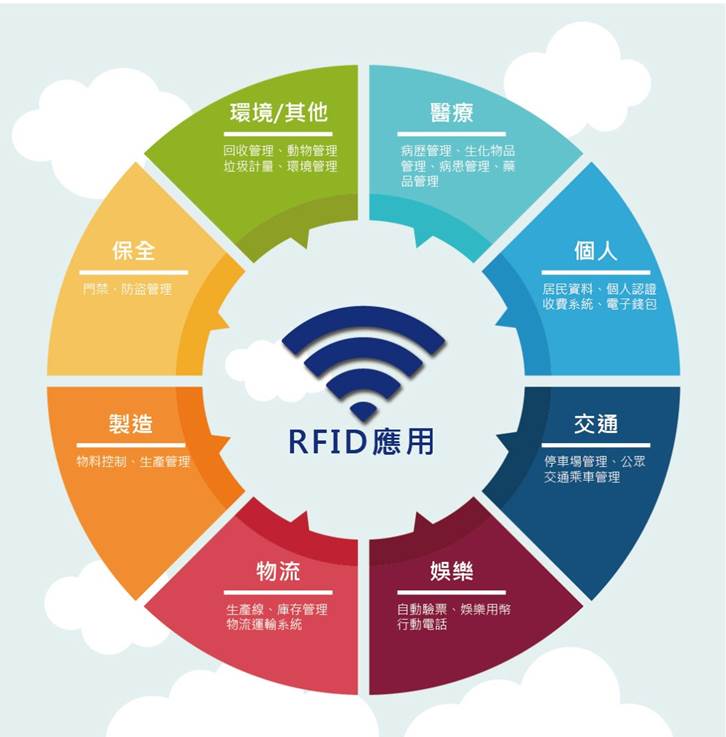 環境/其他
回收管理、動物管理
垃圾計量、環境管理
醫療
病歷管理、生化物品
管理、病患管理、藥
品管理
個人
居民資料、個人認證
收費系統、電子錢包
交通
停車場管理、公眾
交通乘車管理
娛樂
自動驗票、娛樂用幣
行動電話
物流
生產線、庫存管理
物流運輸系統
製造
物料控制、生產管理
保全
門禁、防盜管理
RFID應用